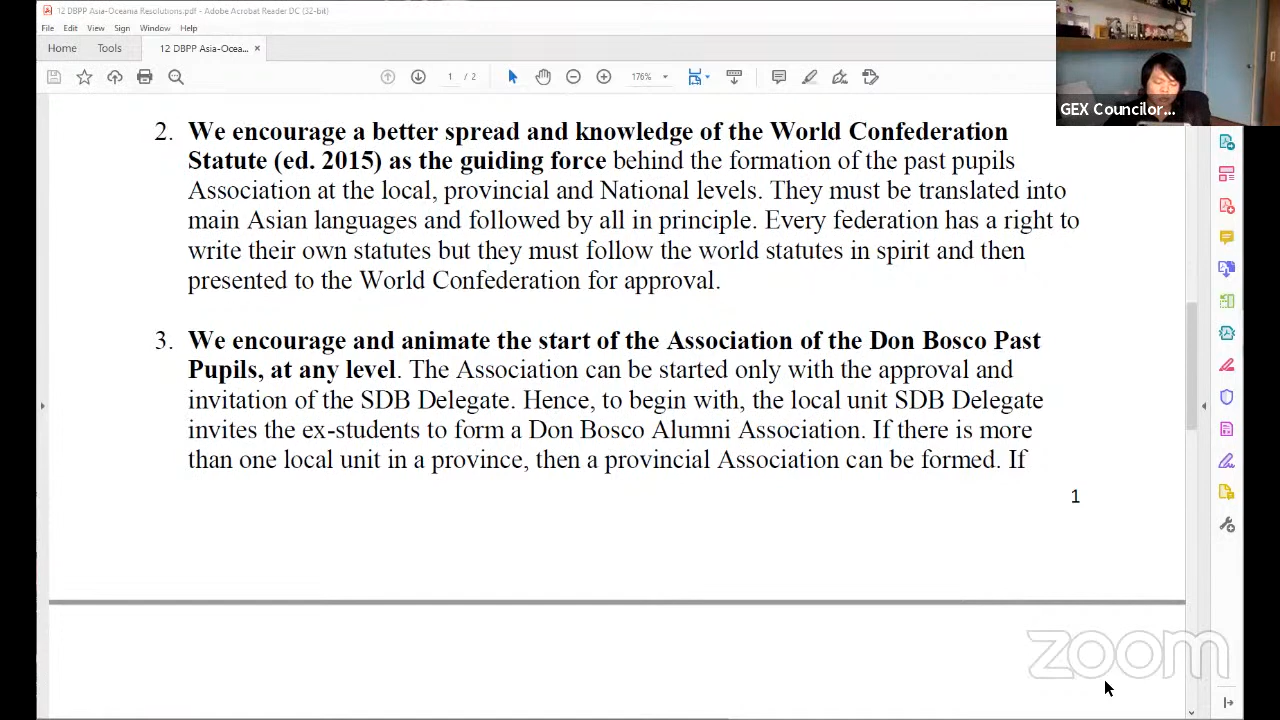 12 DBPP Asia-Oceania Resolutions.pdf - Adobe Acrobat Reader DC (32-bit)
File Edit View Sign Window Help
Home Tools 12 DBPP Asia-Ocea... ×
1 / 2 176%
GEX Councilor...
2. We encourage a better spread and knowledge of the World Confederation
Statute (ed. 2015) as the guiding force behind the formation of the past pupils
Association at the local, provincial and National levels. They must be translated into
main Asian languages and followed by all in principle. Every federation has a right to
write their own statutes but they must follow the world statutes in spirit and then
presented to the World Confederation for approval.
3. We encourage and animate the start of the Association of the Don Bosco Past
Pupils, at any level. The Association can be started only with the approval and
invitation of the SDB Delegate. Hence, to begin with, the local unit SDB Delegate
invites the ex-students to form a Don Bosco Alumni Association. If there is more
than one local unit in a province, then a provincial Association can be formed. If
1
zoom